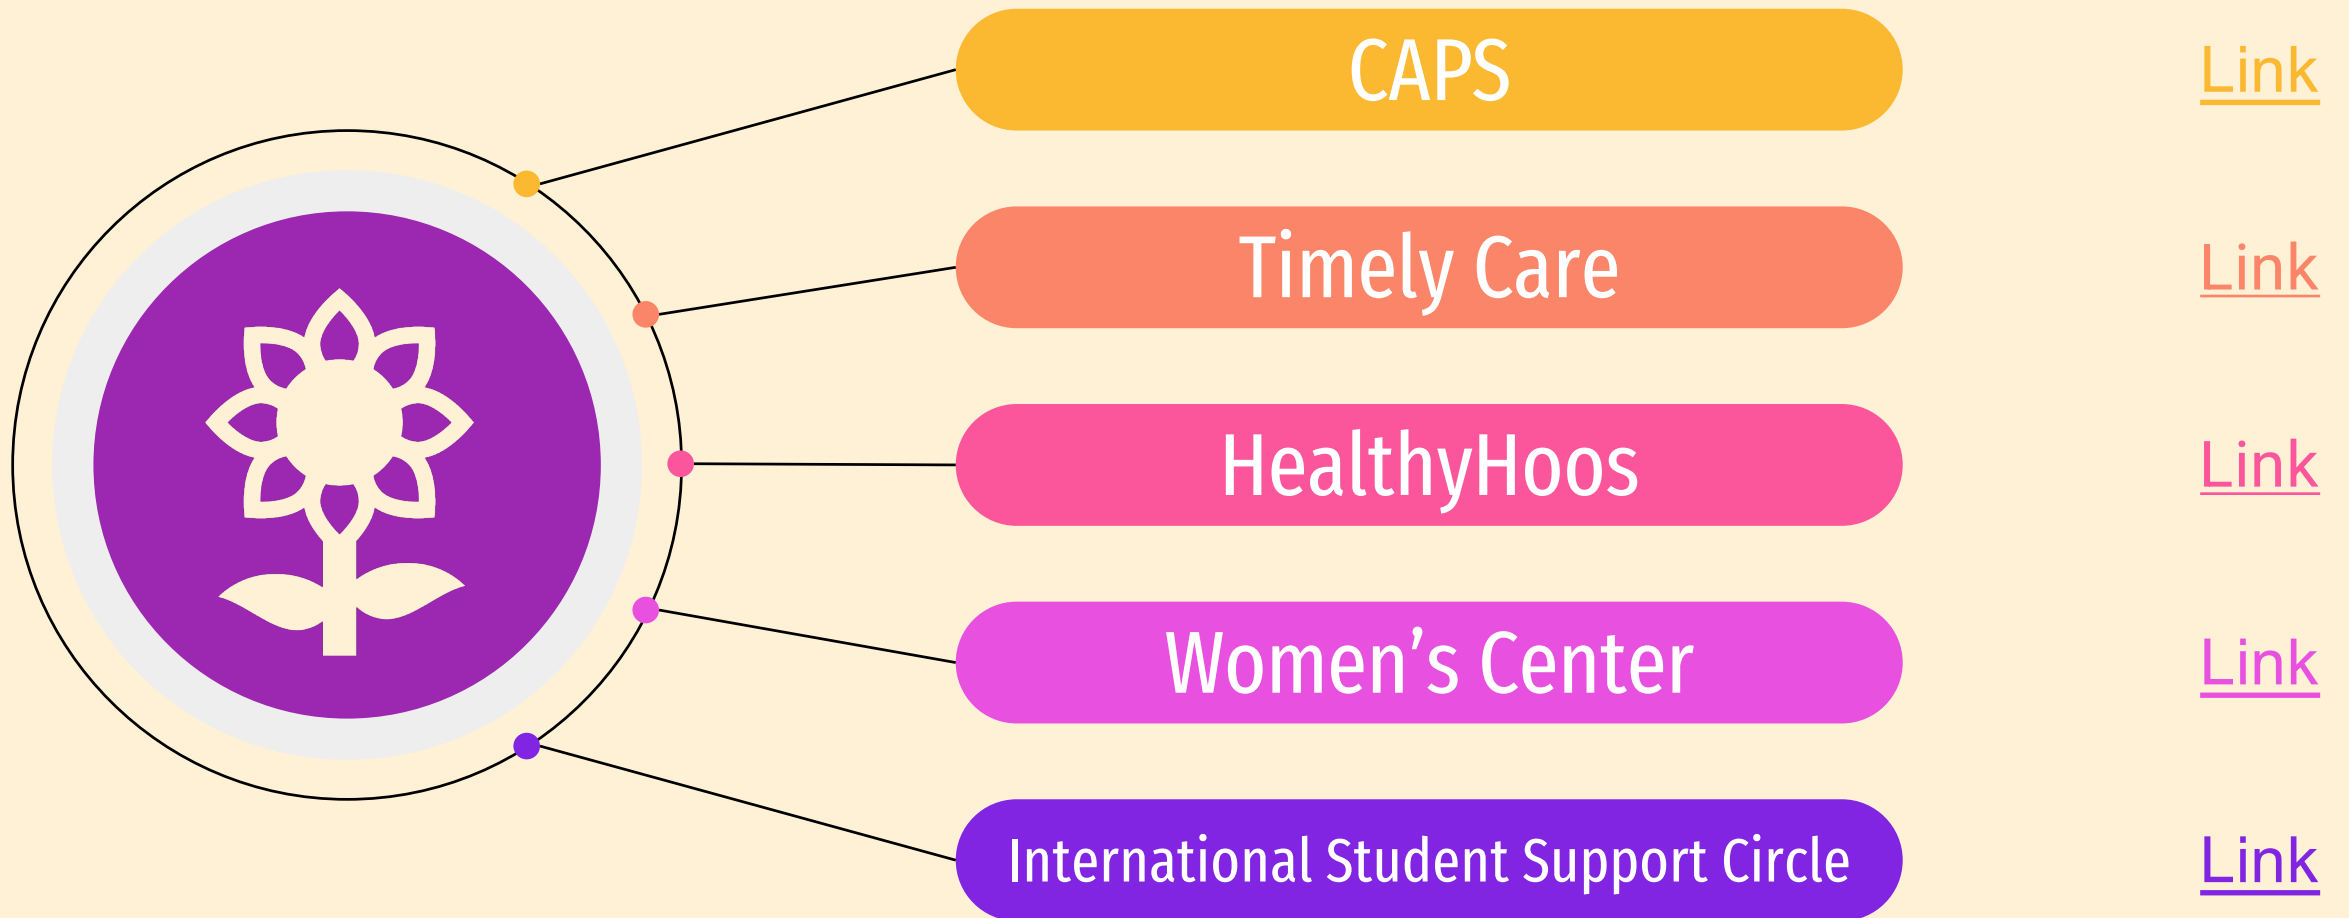 CAPS
Link
Timely Care
Link
HealthyHoos
Link
Women’s Center
Link
International Student Support Circle
Link